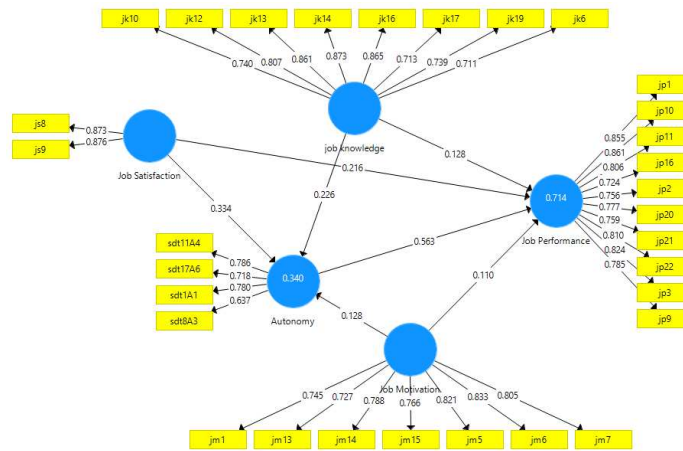 jk10 jk12 jk13 jk14 jk16 jk17 jk19 jk6
0.740 0.807 0.861 0.873 0.865 0.713 0.739 0.711
job knowledge
js8
js9
0.873
0.876
Job Satisfaction
0.128
0.216
0.226
0.334
0.563
0.110
0.128
jp1
jp10
jp11
jp16
jp2
jp20
jp21
jp22
jp3
jp9
0.855
0.861
0.806
0.724
0.756
0.777
0.759
0.810
0.824
0.785
0.714
Job Performance
sdt11A4
sdt17A6
sdt1A1
sdt8A3
0.786
0.718
0.780
0.637
0.340
Autonomy
Job Motivation
0.745 0.727 0.788 0.766 0.821 0.833 0.805
jm1 jm13 jm14 jm15 jm5 jm6 jm7